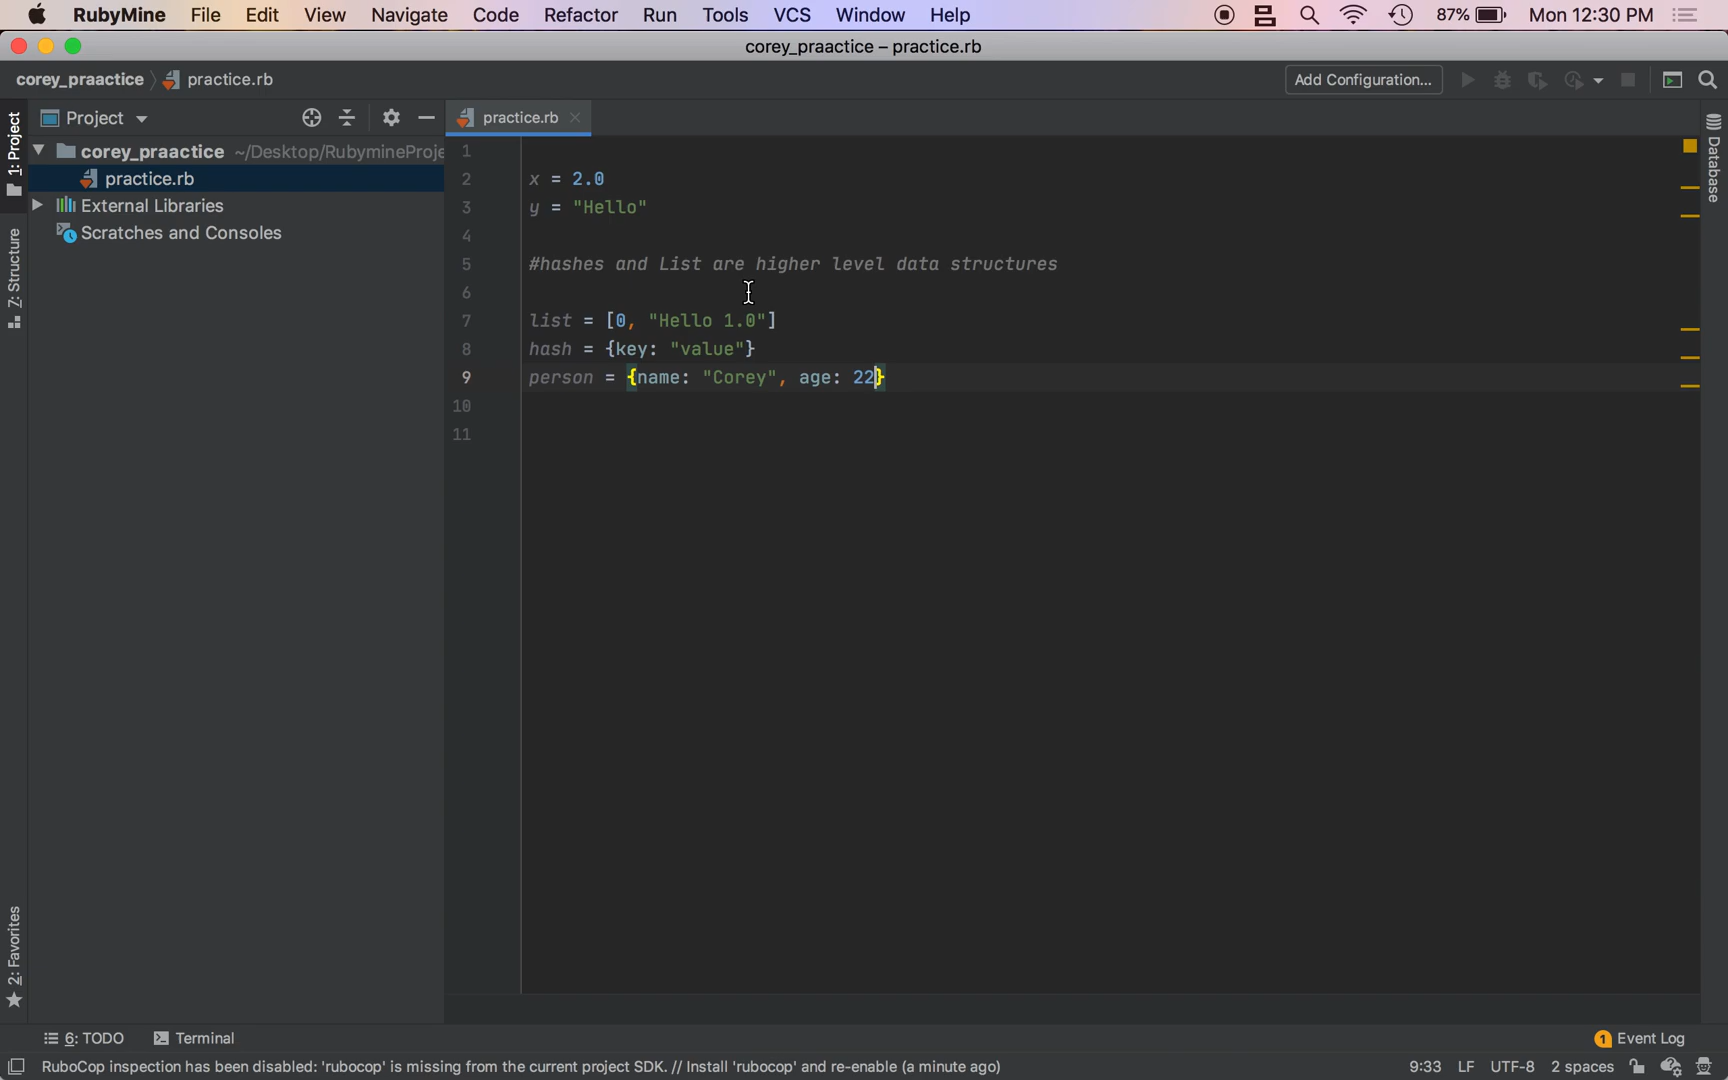 RubyMine File Edit View Navigate Code Refactor Run Tools VCS Window Help 87% Mon 12:30 PM
corey_praactice – practice.rb
corey_praactice practice.rb Add Configuration...
1: Project
Project
practice.rb
Database
corey_praactice ~/Desktop/RubymineProje
practice.rb
External Libraries
Scratches and Consoles
Z: Structure
2: Favorites
1
2 x = 2.0
3 y = "Hello"
4
5 #hashes and List are higher level data structures
6
7 list = [0, "Hello 1.0"]
8 hash = {key: "value"}
9 person = {name: "Corey", age: 22}
10
11
6: TODO Terminal 1 Event Log
RuboCop inspection has been disabled: 'rubocop' is missing from the current project SDK. // Install 'rubocop' and re-enable (a minute ago) 9:33 LF UTF-8 2 spaces